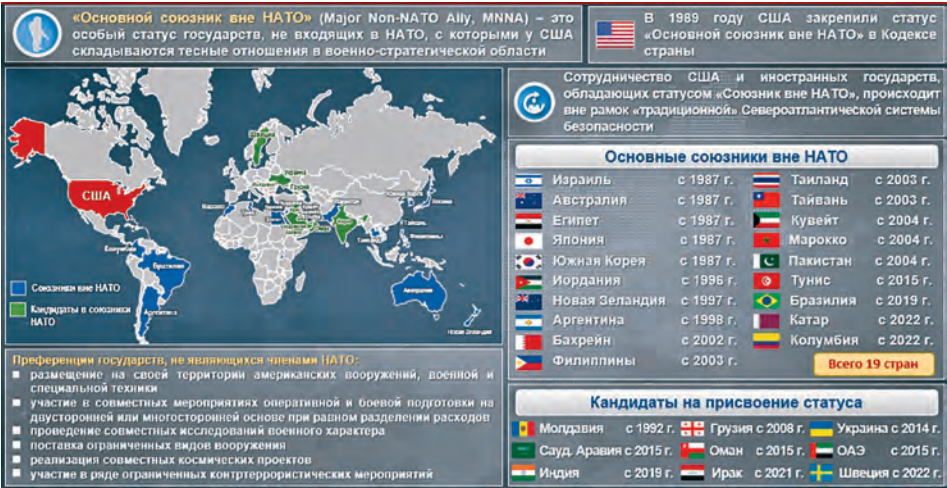 «Основной союзник вне НАТО» (Major Non-NATO Ally, MNNA) – это
особый статус государств, не входящих в НАТО, с которыми у США
складываются тесные отношения в военно-стратегической области
В 1989 году США закрепили статус
«Основной союзник вне НАТО» в Кодексе
страны
США
Швеция
Украина
Колумбия
Бразилия
Аргентина
Марокко
Австралия
Новая Зеландия
Союзники вне НАТО
Кандидаты в союзники
НАТО
Сотрудничество США и иностранных государств,
обладающих статусом «Союзник вне НАТО», происходит
вне рамок «традиционной» Североатлантической системы
безопасности
Основные союзники вне НАТО
Израиль с 1987 г.
Австралия с 1987 г.
Египет с 1987 г.
Япония с 1987 г.
Южная Корея с 1987 г.
Иордания с 1996 г.
Новая Зеландия с 1997 г.
Аргентина с 1998 г.
Бахрейн с 2002 г.
Филиппины с 2003 г.
Таиланд с 2003 г.
Тайвань с 2003 г.
Кувейт с 2004 г.
Марокко с 2004 г.
Пакистан с 2004 г.
Тунис с 2015 г.
Бразилия с 2019 г.
Катар с 2022 г.
Колумбия с 2022 г.
Всего 19 стран
Преференции государств, не являющихся членами НАТО:
размещение на своей территории американских вооружений, военной и
специальной техники
участие в совместных мероприятиях оперативной и боевой подготовки на
двусторонней или многосторонней основе при равном разделении расходов
проведение совместных исследований военного характера
поставка ограниченных видов вооружения
реализация совместных космических проектов
участие в ряде ограниченных контртеррористических мероприятий
Кандидаты на присвоение статуса
Молдавия с 1992 г. Грузия с 2008 г. Украина с 2014 г.
Сауд. Аравия с 2015 г. Оман с 2015 г. ОАЭ с 2015 г.
Индия с 2019 г. Ирак с 2021 г. Швеция с 2022 г.